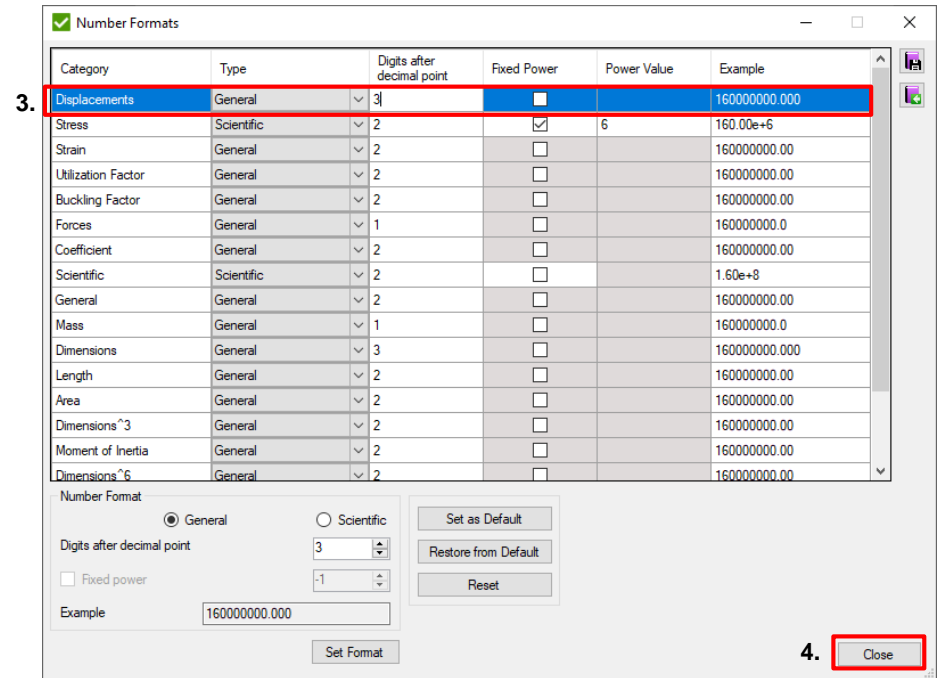 Number Formats
Category Type Digits after decimal point Fixed Power Power Value Example
3. Displacements General 3 160000000.000
Stress Scientific 2 6 160.00e+6
Strain General 2 160000000.00
Utilization Factor General 2 160000000.00
Buckling Factor General 2 160000000.00
Forces General 1 160000000.0
Coefficient General 2 160000000.00
Scientific Scientific 2 1.60e+8
General General 2 160000000.00
Mass General 1 160000000.0
Dimensions General 3 160000000.000
Length General 2 160000000.00
Area General 2 160000000.00
Dimensions^3 General 2 160000000.00
Moment of Inertia General 2 160000000.00
Dimensions^6 General 2 160000000.00
Number Format
General Scientific Set as Default
Digits after decimal point 3 Restore from Default
Fixed power -1 Reset
Example 160000000.000
Set Format 4. Close